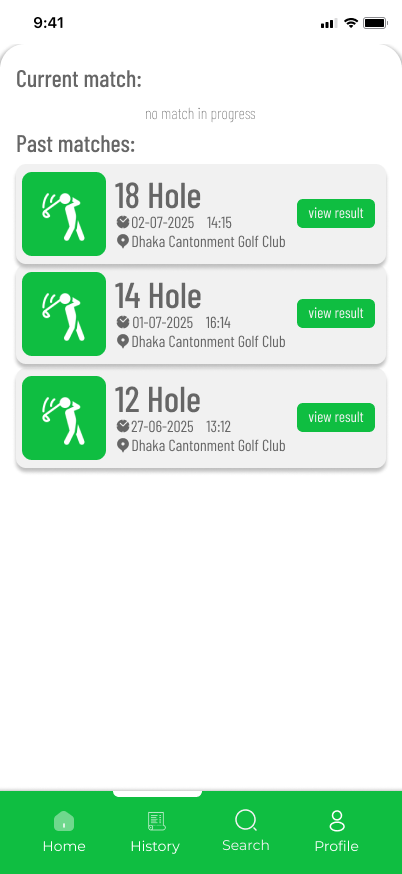 9:41
Current match:
no match in progress
Past matches:
18 Hole
02-07-2025 14:15
Dhaka Cantonment Golf Club
view result
14 Hole
01-07-2025 16:14
Dhaka Cantonment Golf Club
view result
12 Hole
27-06-2025 13:12
Dhaka Cantonment Golf Club
view result
Home History Search Profile